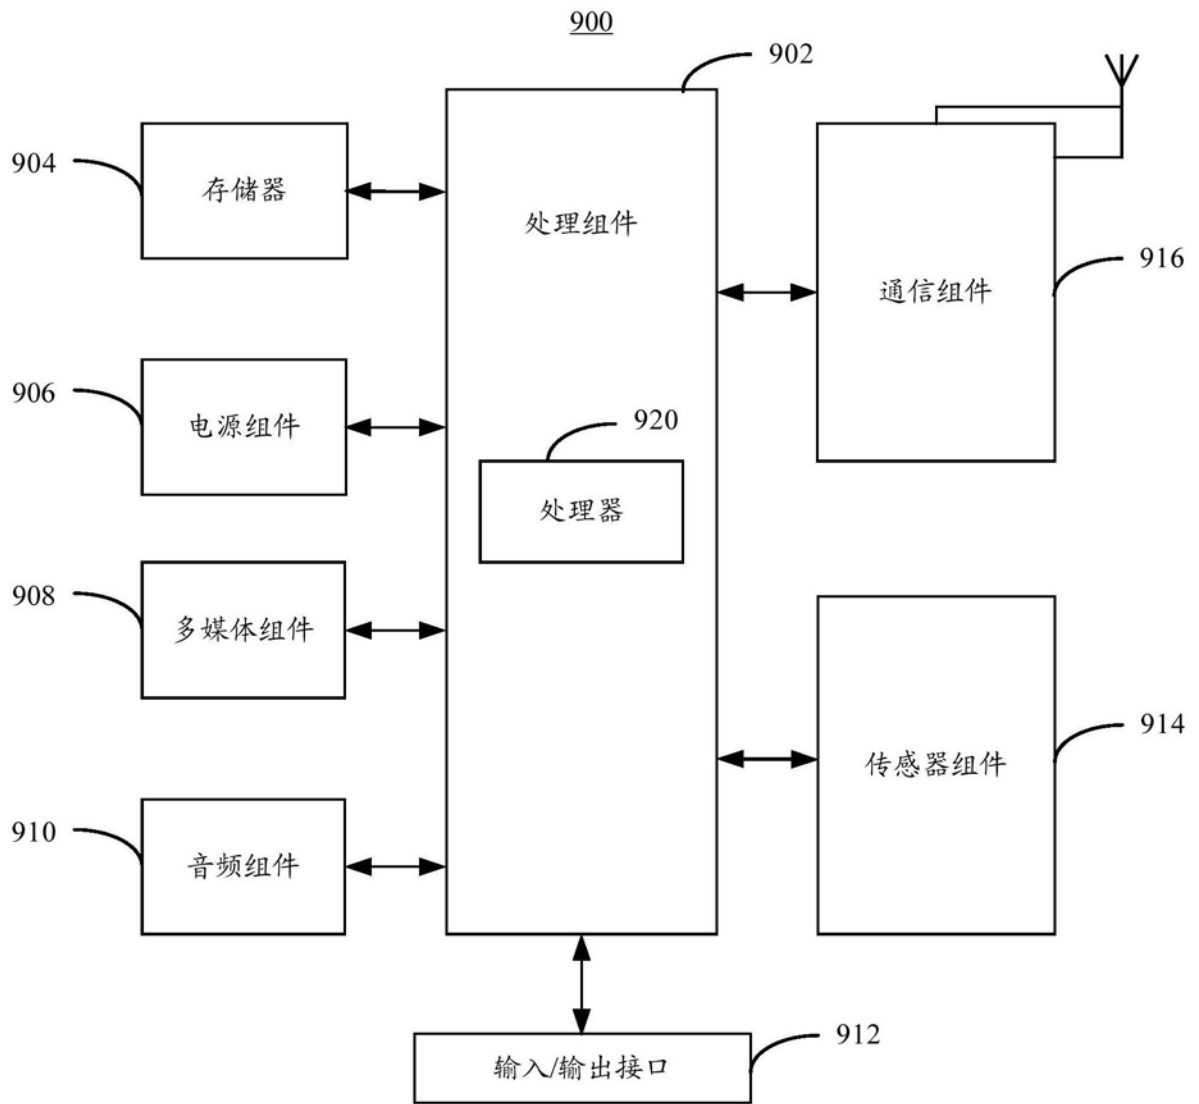 900
902
904
存储器
处理组件
916
通信组件
906
电源组件
920
处理器
908
多媒体组件
914
传感器组件
910
音频组件
912
输入/输出接口